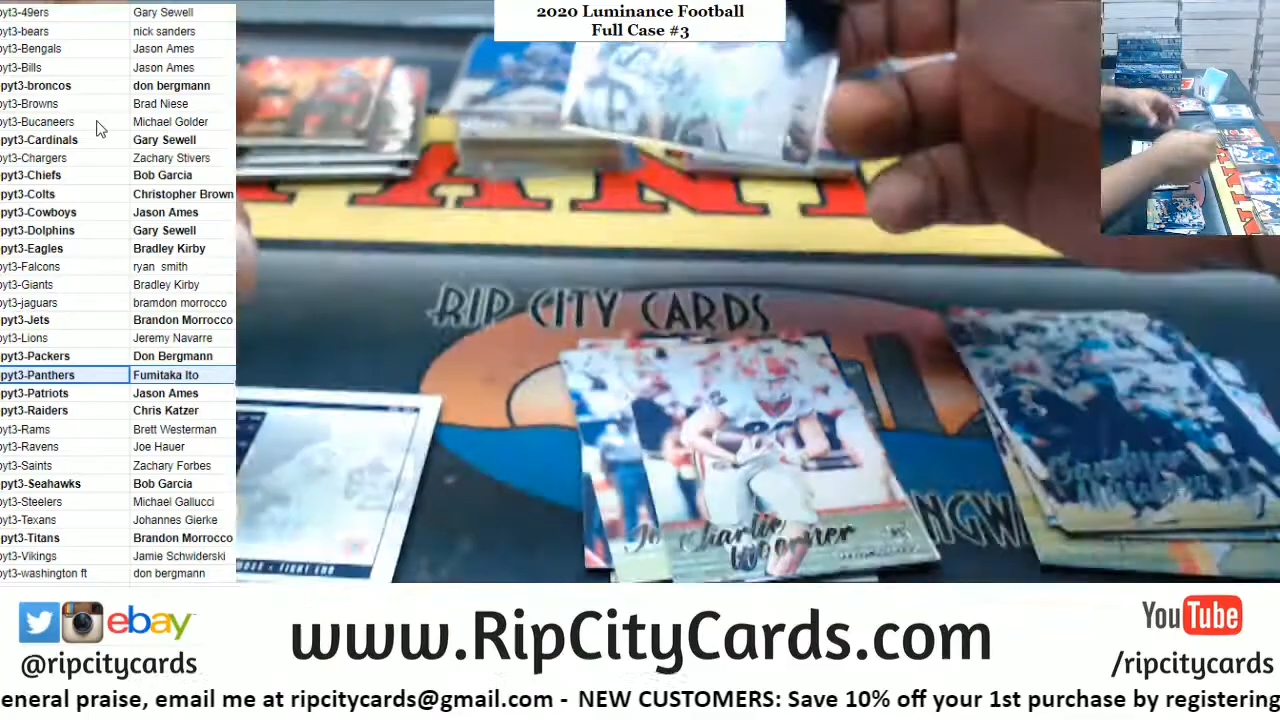 2020 Luminance Football
Full Case #3
pyt3-49ers Gary Sewell
pyt3-bears nick sanders
pyt3-Bengals Jason Ames
pyt3-Bills Jason Ames
pyt3-broncos don bergmann
pyt3-Browns Brad Niese
pyt3-Bucaneers Michael Golder
pyt3-Cardinals Gary Sewell
pyt3-Chargers Zachary Stivers
pyt3-Chiefs Bob Garcia
pyt3-Colts Christopher Brown
pyt3-Cowboys Jason Ames
pyt3-Dolphins Gary Sewell
pyt3-Eagles Bradley Kirby
pyt3-Falcons ryan smith
pyt3-Giants Bradley Kirby
pyt3-jaguars bramdon morrocco
pyt3-Jets Brandon Morrocco
pyt3-Lions Jeremy Navarre
pyt3-Packers Don Bergmann
pyt3-Panthers Fumitaka Ito
pyt3-Patriots Jason Ames
pyt3-Raiders Chris Katzer
pyt3-Rams Brett Westerman
pyt3-Ravens Joe Hauer
pyt3-Saints Zachary Forbes
pyt3-Seahawks Bob Garcia
pyt3-Steelers Michael Gallucci
pyt3-Texans Johannes Gierke
pyt3-Titans Brandon Morrocco
pyt3-Vikings Jamie Schwiderski
pyt3-washington ft don bergmann
RIP CITY CARDS
Charlie
Woerner
TIGHT END
ebay
@ripcitycards
www.RipCityCards.com
YouTube
/ripcitycards
eneral praise, email me at ripcitycards@gmail.com - NEW CUSTOMERS: Save 10% off your 1st purchase by registering